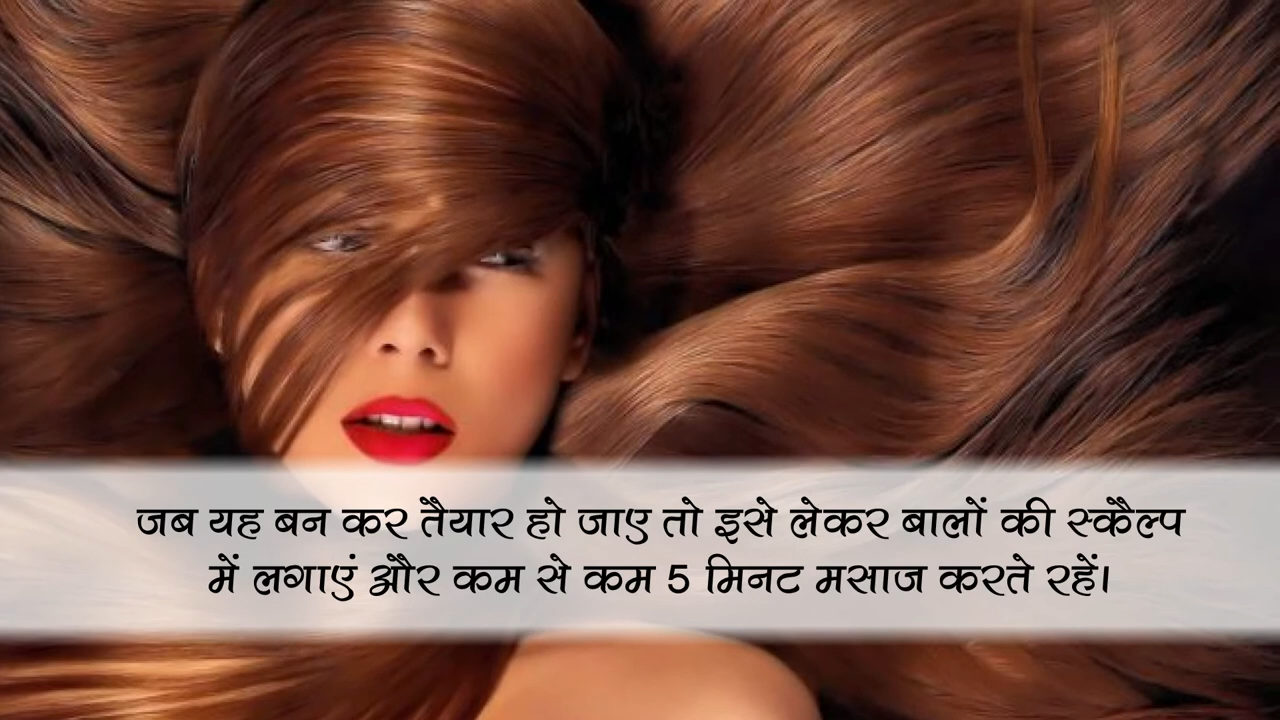 जब यह बन कर तैयार हो जाए तो इसे लेकर बालों की स्कैल्प
में लगाएं और कम से कम 5 मिनट मसाज करते रहें।